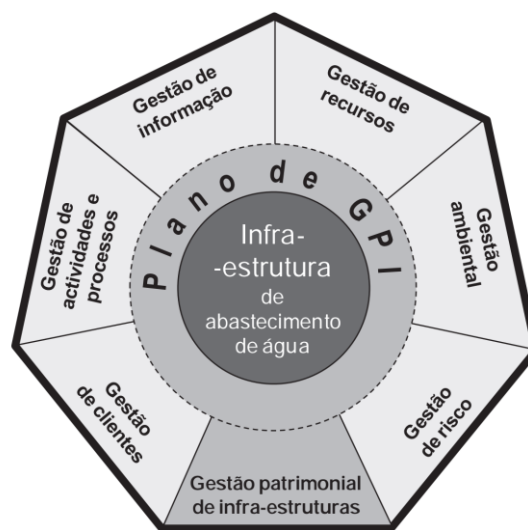 Gestão de
informação
Gestão de
recursos
Gestão de
actividades e
processos
Plano de GPI
Gestão
ambiental
Infra-
-estrutura
de
abastecimento
de água
Gestão
de clientes
Gestão
de risco
Gestão patrimonial
de infra-estruturas